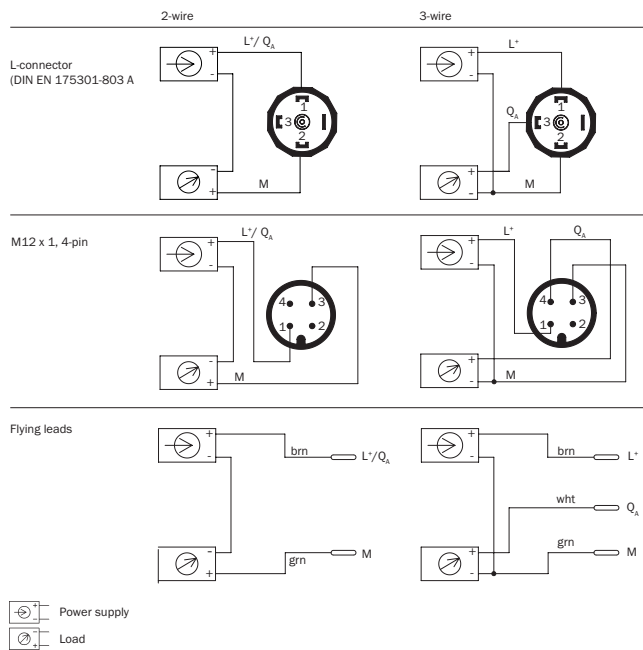 2-wire 3-wire
L-connector
(DIN EN 175301-803 A
+ L⁺/ Q_A
-
1
3
2
-
+ M
+ L⁺
-
1
Q_A 3
2
+
- M
M12 x 1, 4-pin
+ L⁺/ Q_A
-
4 3
1 2
-
+ M
+ L⁺ Q_A
-
4 3
1 2
+
- M
Flying leads
+ brn L⁺/Q_A
-
-
+ grn M
+ brn L⁺
-
wht Q_A
+ grn M
-
+
- Power supply
-
+ Load